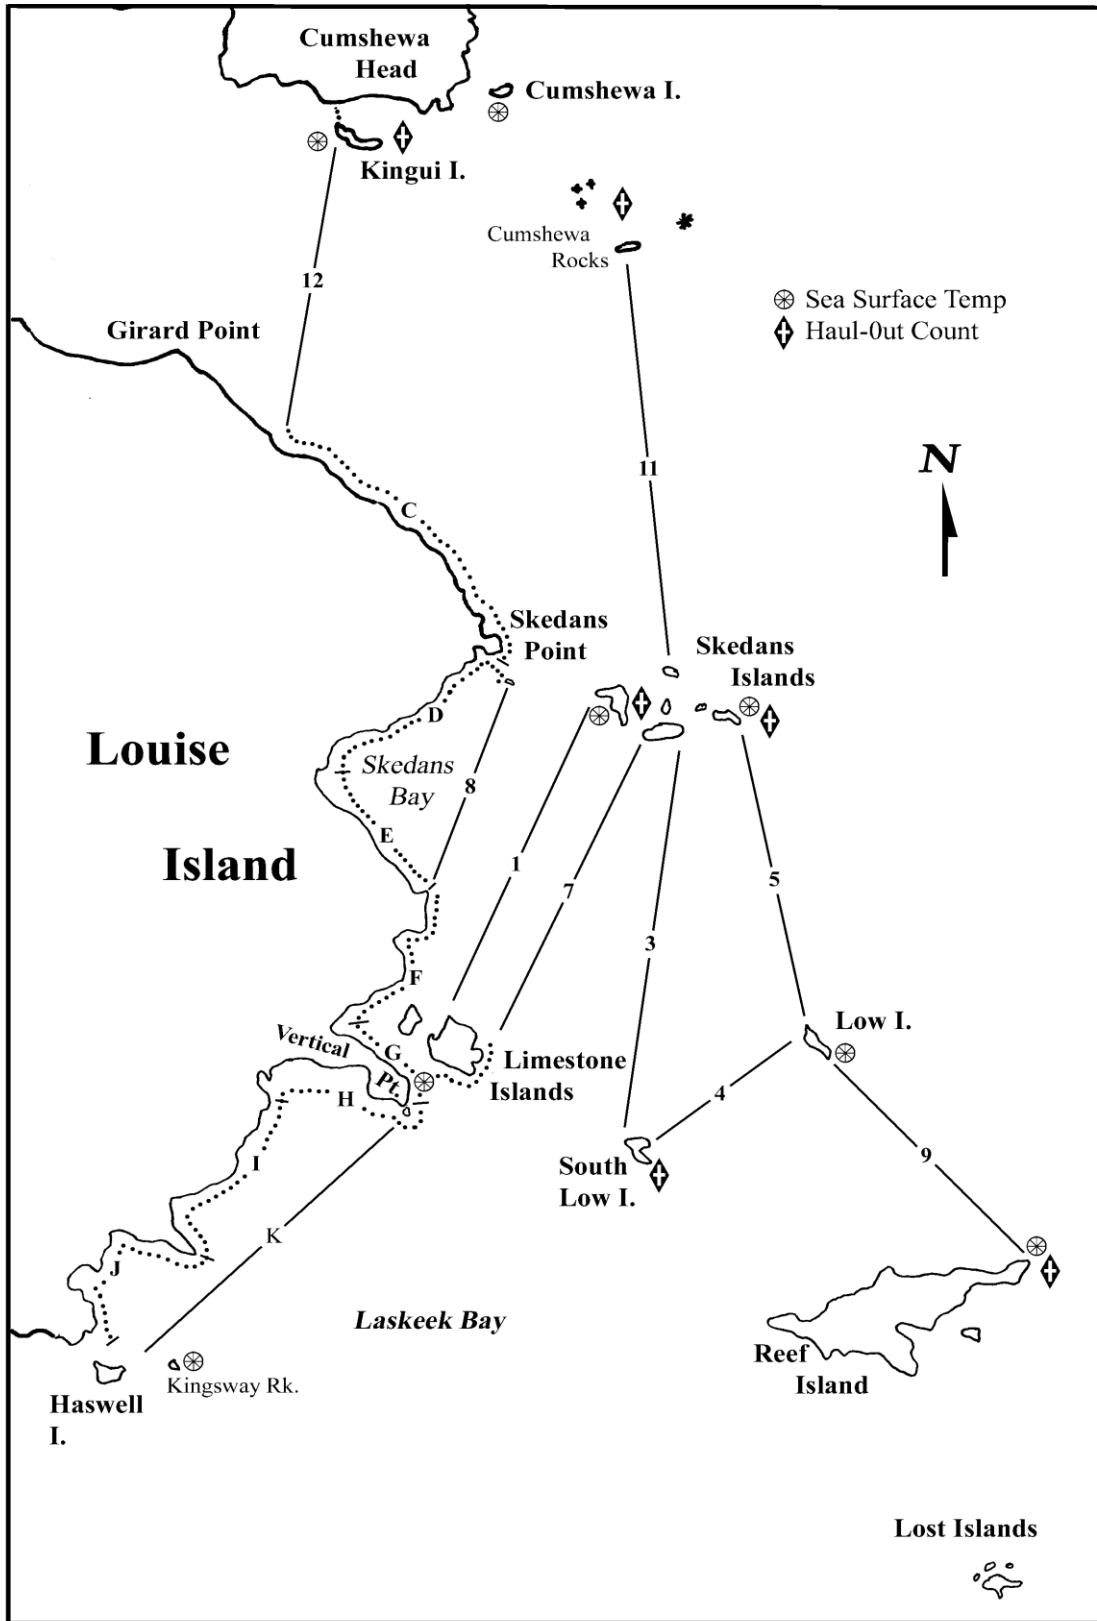 Cumshewa
Head
Cumshewa I.
Kingui I.
Cumshewa
Rocks
12
Sea Surface Temp
Haul-0ut Count
Girard Point
N
11
C
Skedans
Point
Skedans
Islands
D
Louise
Skedans
Bay
8
E
Island
1
7
5
3
F
Low I.
Vertical
Pt.
G
Limestone
Islands
H
4
I
South
Low I.
9
K
J
Laskeek Bay
Reef
Island
Kingsway Rk.
Haswell
I.
Lost Islands